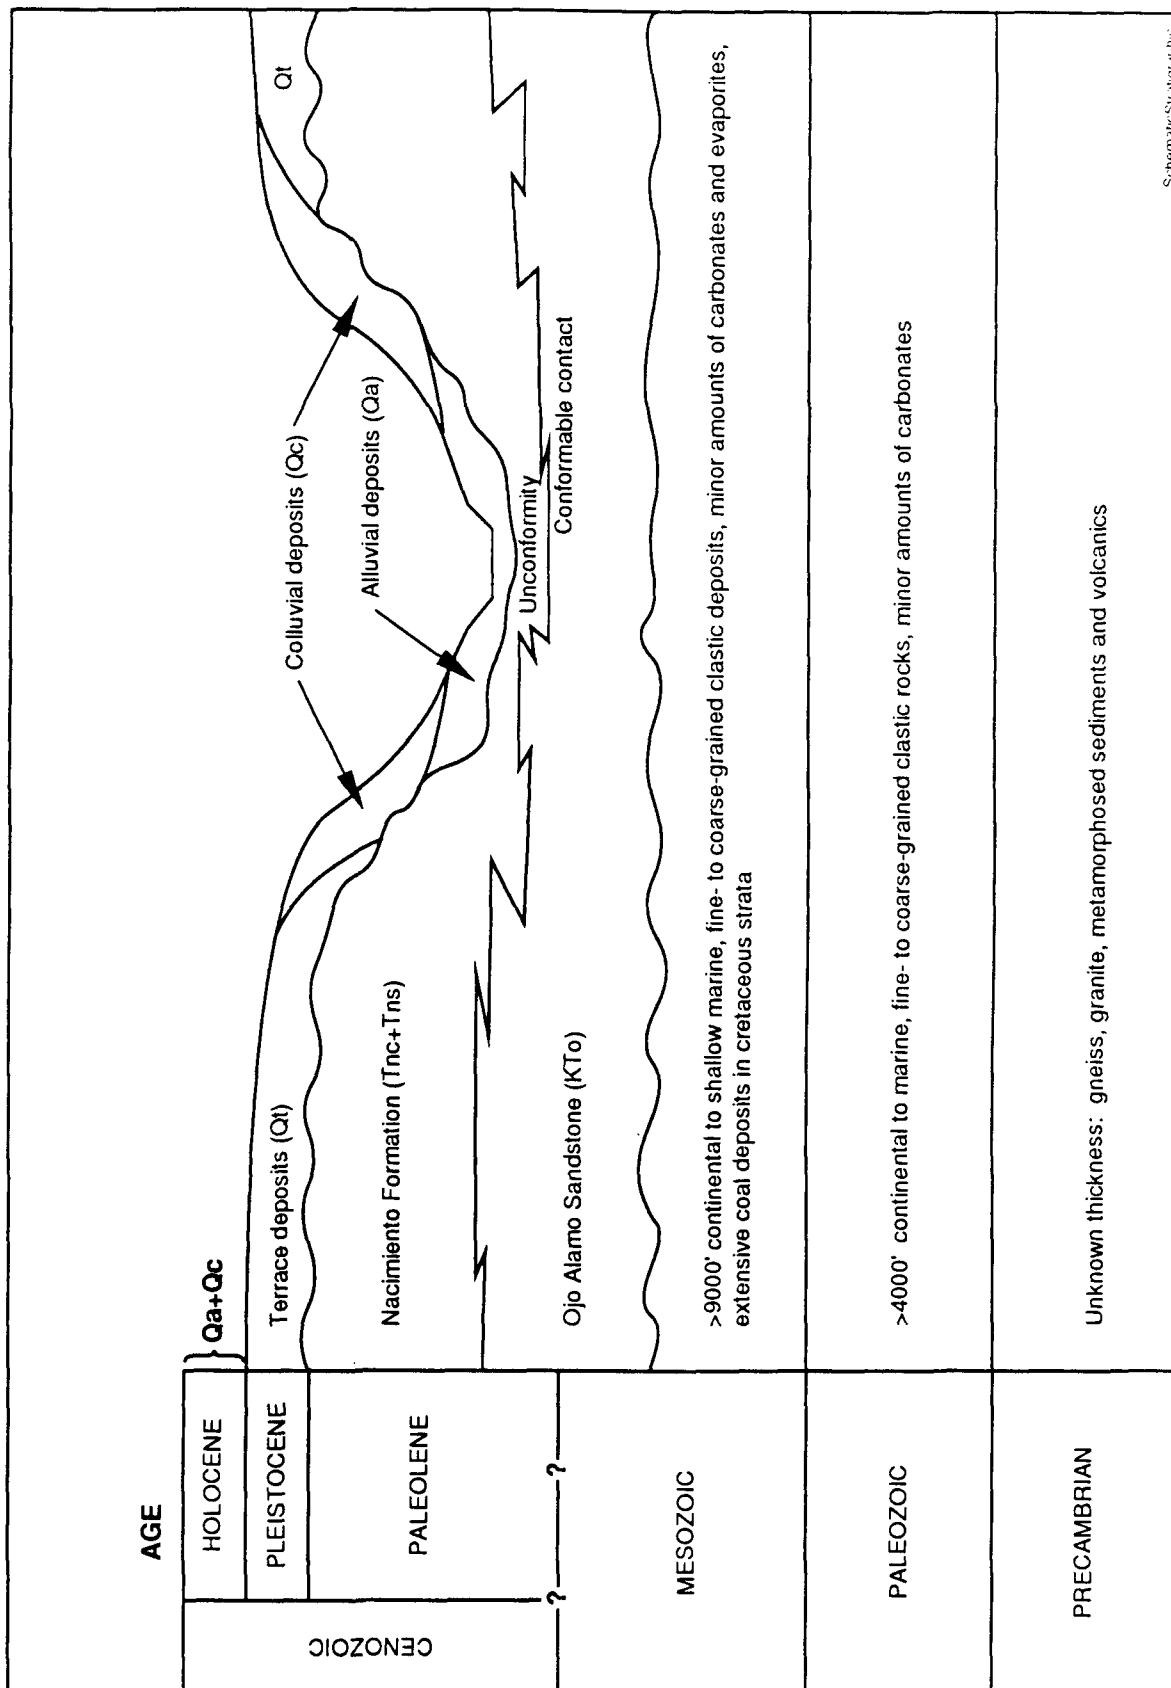 AGE
CENOZOIC
HOLOCENE
Qa+Qc
PLEISTOCENE
Terrace deposits (Qt)
Qt
Colluvial deposits (Qc)
Alluvial deposits (Qa)
PALEOLENE
Nacimiento Formation (Tnc+Tns)
Unconformity
Conformable contact
?
?
Ojo Alamo Sandstone (KTo)
MESOZOIC
>9000' continental to shallow marine, fine- to coarse-grained clastic deposits, minor amounts of carbonates and evaporites,
extensive coal deposits in cretaceous strata
PALEOZOIC
>4000' continental to marine, fine- to coarse-grained clastic rocks, minor amounts of carbonates
PRECAMBRIAN
Unknown thickness: gneiss, granite, metamorphosed sediments and volcanics
Schematic